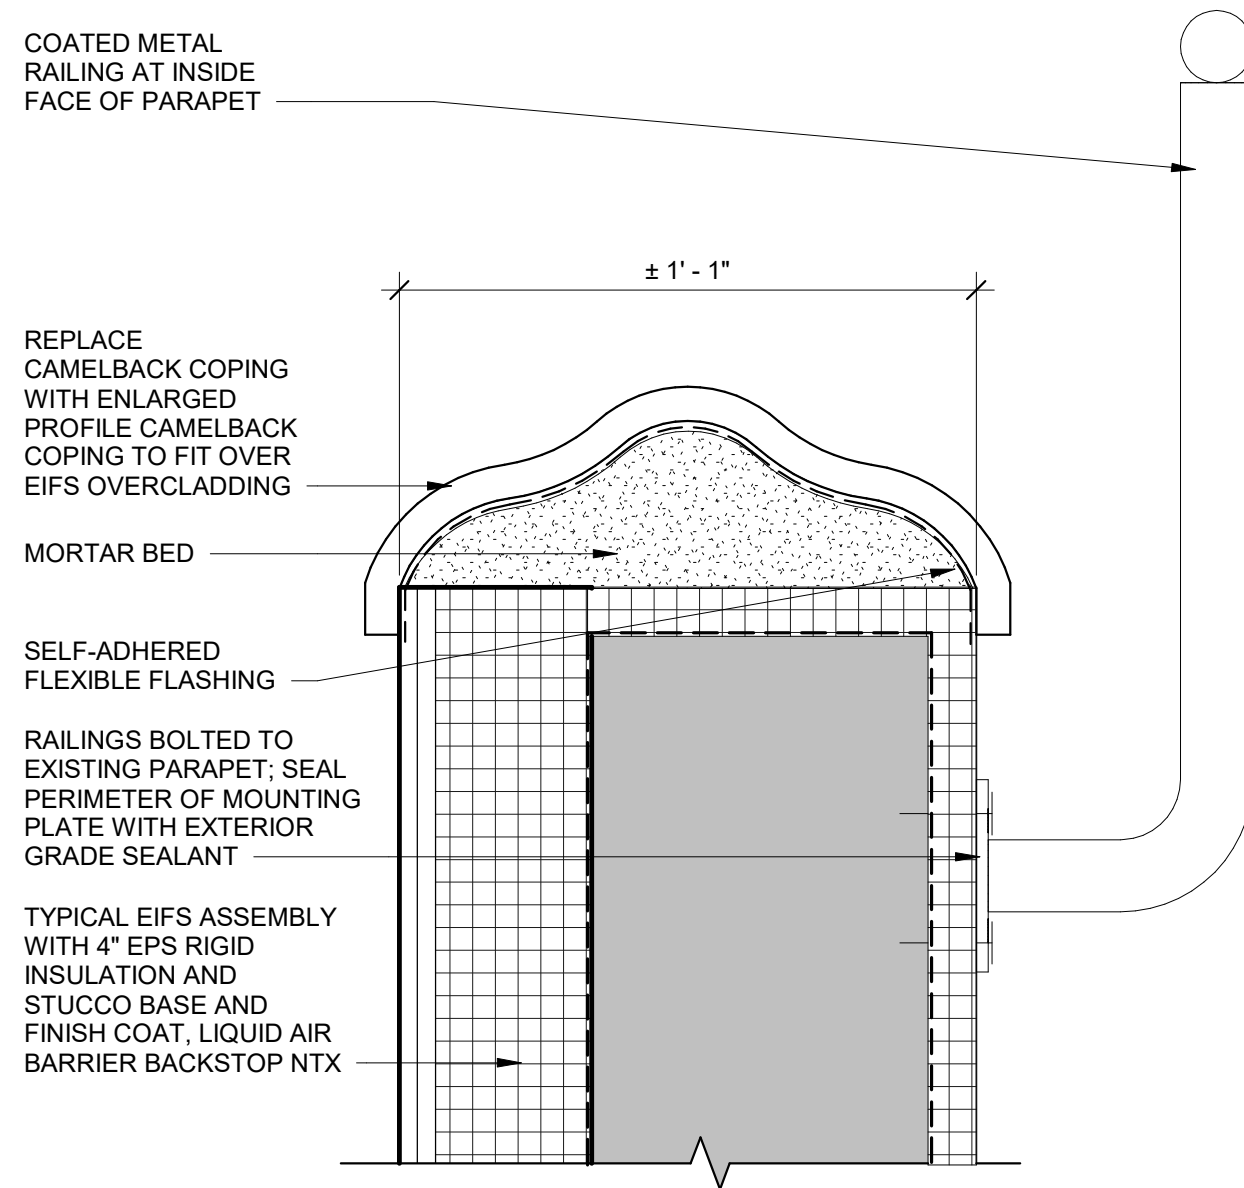 COATED METAL
RAILING AT INSIDE
FACE OF PARAPET
± 1' - 1"
REPLACE
CAMELBACK COPING
WITH ENLARGED
PROFILE CAMELBACK
COPING TO FIT OVER
EIFS OVERCLADDING
MORTAR BED
SELF-ADHERED
FLEXIBLE FLASHING
RAILINGS BOLTED TO
EXISTING PARAPET; SEAL
PERIMETER OF MOUNTING
PLATE WITH EXTERIOR
GRADE SEALANT
TYPICAL EIFS ASSEMBLY
WITH 4" EPS RIGID
INSULATION AND
STUCCO BASE AND
FINISH COAT, LIQUID AIR
BARRIER BACKSTOP NTX